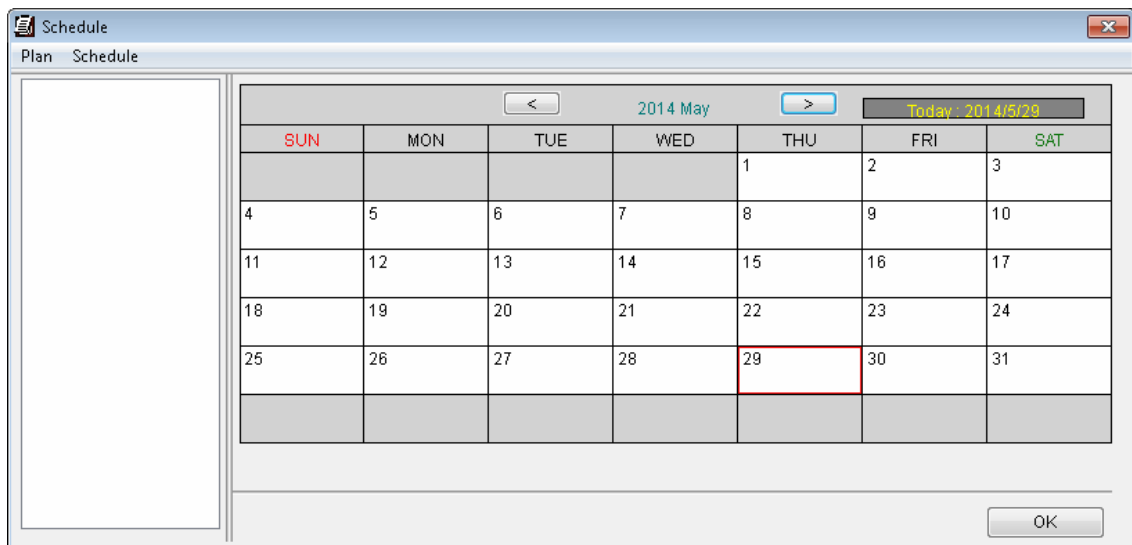 Schedule
Plan Schedule
< 2014 May > Today : 2014/5/29
SUN MON TUE WED THU FRI SAT
1 2 3
4 5 6 7 8 9 10
11 12 13 14 15 16 17
18 19 20 21 22 23 24
25 26 27 28 29 30 31
OK